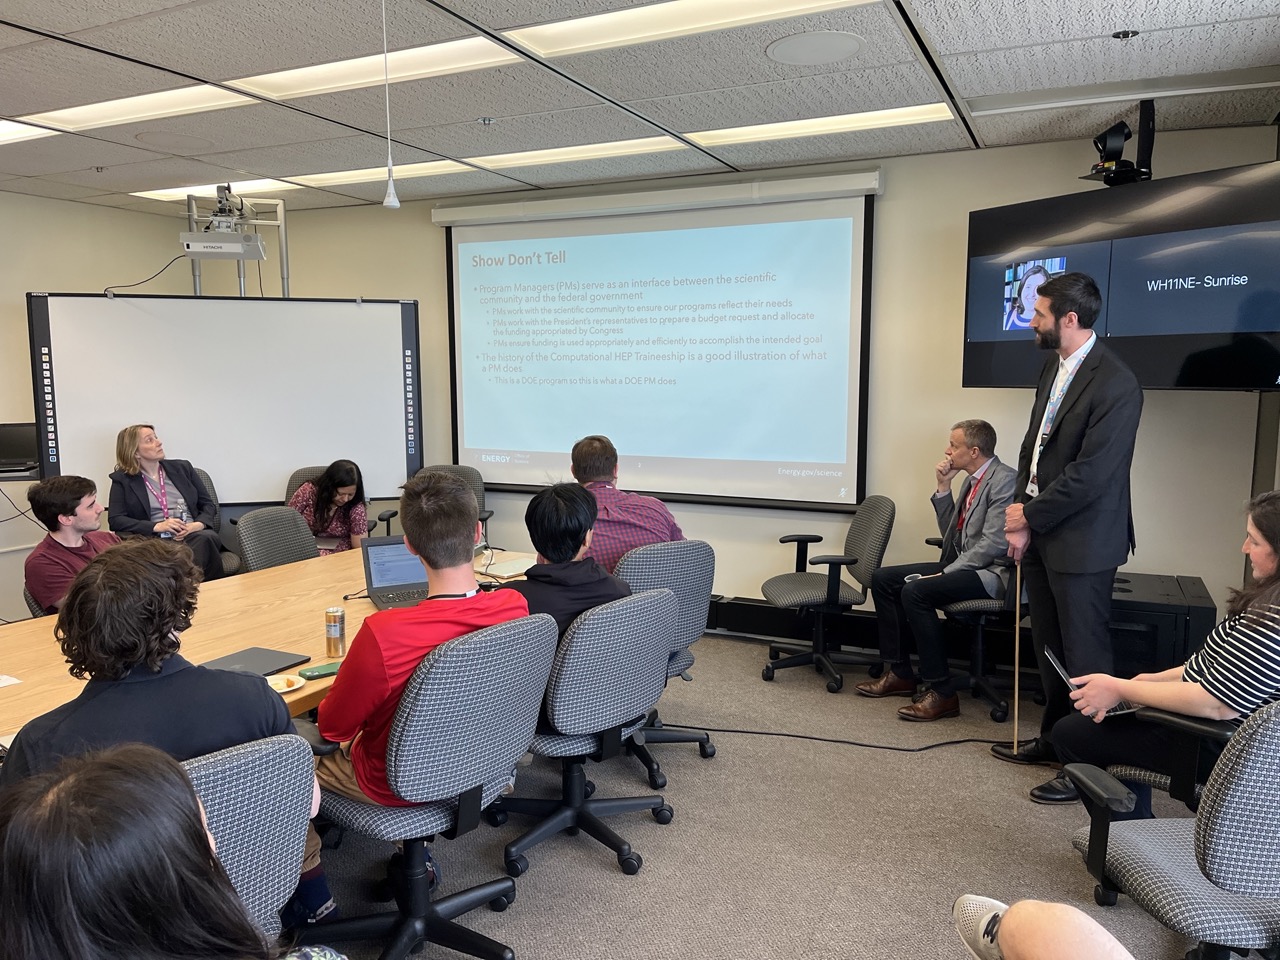 HITACHI
HITACHI
Show Don't Tell
• Program Managers (PMs) serve as an interface between the scientific
community and the federal government
• PMs work with the scientific community to ensure our programs reflect their needs
• PMs work with the President's representatives to prepare a budget request and allocate
the funding appropriated by Congress
• PMs ensure funding is used appropriately and efficiently to accomplish the intended goal
• The history of the Computational HEP Traineeship is a good illustration of what
a PM does
• This is a DOE program so this is what a DOE PM does
ENERGY
2
Energy.gov/science
WH11NE- Sunrise